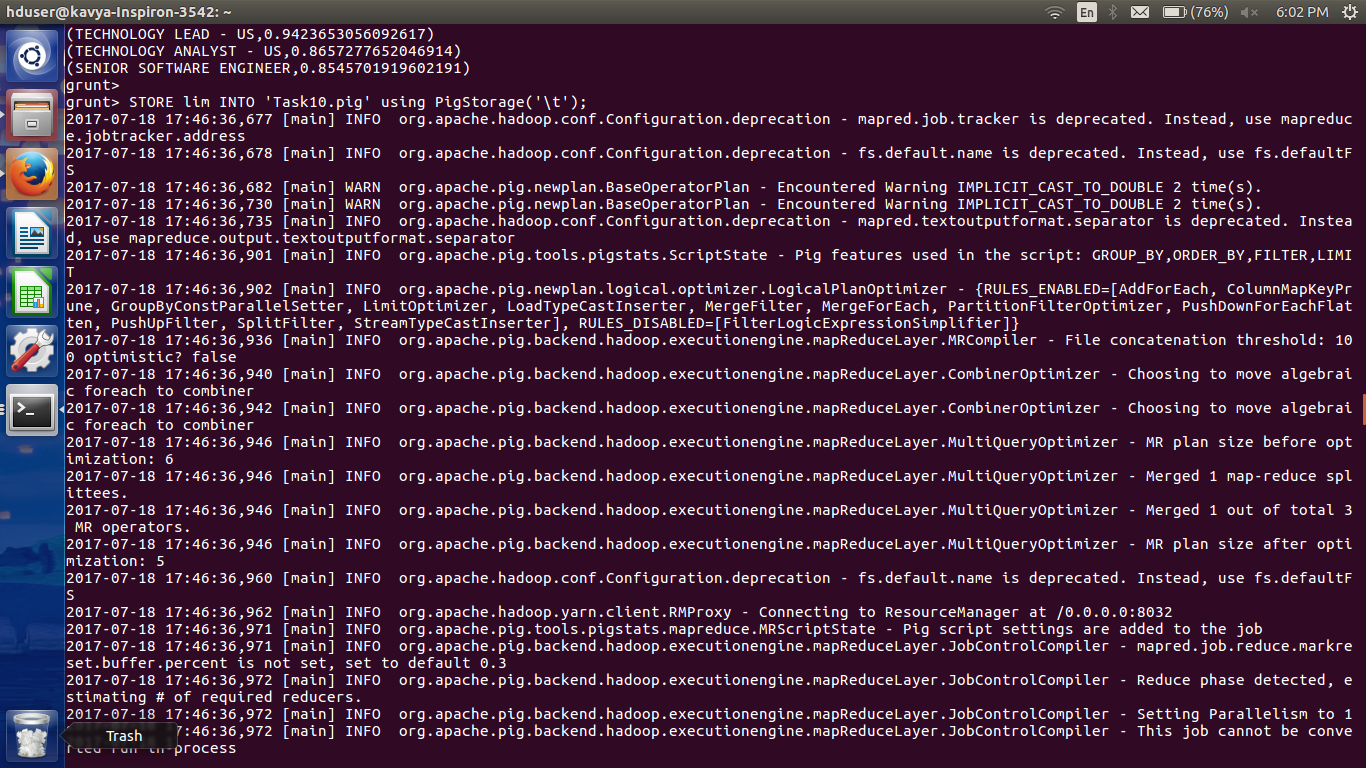 hduser@kavya-Inspiron-3542: ~
En
(76%)
6:02 PM
(TECHNOLOGY LEAD - US,0.9423653056092617)
(TECHNOLOGY ANALYST - US,0.8657277652046914)
(SENIOR SOFTWARE ENGINEER,0.8545701919602191)
grunt>
grunt> STORE lim INTO 'Task10.pig' using PigStorage('\t');
2017-07-18 17:46:36,677 [main] INFO  org.apache.hadoop.conf.Configuration.deprecation - mapred.job.tracker is deprecated. Instead, use mapreduc
e.jobtracker.address
2017-07-18 17:46:36,678 [main] INFO  org.apache.hadoop.conf.Configuration.deprecation - fs.default.name is deprecated. Instead, use fs.defaultF
S
2017-07-18 17:46:36,682 [main] WARN  org.apache.pig.newplan.BaseOperatorPlan - Encountered Warning IMPLICIT_CAST_TO_DOUBLE 2 time(s).
2017-07-18 17:46:36,730 [main] WARN  org.apache.pig.newplan.BaseOperatorPlan - Encountered Warning IMPLICIT_CAST_TO_DOUBLE 2 time(s).
2017-07-18 17:46:36,735 [main] INFO  org.apache.hadoop.conf.Configuration.deprecation - mapred.textoutputformat.separator is deprecated. Instea
d, use mapreduce.output.textoutputformat.separator
2017-07-18 17:46:36,901 [main] INFO  org.apache.pig.tools.pigstats.ScriptState - Pig features used in the script: GROUP_BY,ORDER_BY,FILTER,LIMI
T
2017-07-18 17:46:36,902 [main] INFO  org.apache.pig.newplan.logical.optimizer.LogicalPlanOptimizer - {RULES_ENABLED=[AddForEach, ColumnMapKeyPr
une, GroupByConstParallelSetter, LimitOptimizer, LoadTypeCastInserter, MergeFilter, MergeForEach, PartitionFilterOptimizer, PushDownForEachFlat
ten, PushUpFilter, SplitFilter, StreamTypeCastInserter], RULES_DISABLED=[FilterLogicExpressionSimplifier]}
2017-07-18 17:46:36,936 [main] INFO  org.apache.pig.backend.hadoop.executionengine.mapReduceLayer.MRCompiler - File concatenation threshold: 10
0 optimistic? false
2017-07-18 17:46:36,940 [main] INFO  org.apache.pig.backend.hadoop.executionengine.mapReduceLayer.CombinerOptimizer - Choosing to move algebrai
c foreach to combiner
2017-07-18 17:46:36,942 [main] INFO  org.apache.pig.backend.hadoop.executionengine.mapReduceLayer.CombinerOptimizer - Choosing to move algebrai
c foreach to combiner
2017-07-18 17:46:36,946 [main] INFO  org.apache.pig.backend.hadoop.executionengine.mapReduceLayer.MultiQueryOptimizer - MR plan size before opt
imization: 6
2017-07-18 17:46:36,946 [main] INFO  org.apache.pig.backend.hadoop.executionengine.mapReduceLayer.MultiQueryOptimizer - Merged 1 map-reduce spl
ittees.
2017-07-18 17:46:36,946 [main] INFO  org.apache.pig.backend.hadoop.executionengine.mapReduceLayer.MultiQueryOptimizer - Merged 1 out of total 3
 MR operators.
2017-07-18 17:46:36,946 [main] INFO  org.apache.pig.backend.hadoop.executionengine.mapReduceLayer.MultiQueryOptimizer - MR plan size after opti
mization: 5
2017-07-18 17:46:36,960 [main] INFO  org.apache.hadoop.conf.Configuration.deprecation - fs.default.name is deprecated. Instead, use fs.defaultF
S
2017-07-18 17:46:36,962 [main] INFO  org.apache.hadoop.yarn.client.RMProxy - Connecting to ResourceManager at /0.0.0.0:8032
2017-07-18 17:46:36,971 [main] INFO  org.apache.pig.tools.pigstats.mapreduce.MRScriptState - Pig script settings are added to the job
2017-07-18 17:46:36,971 [main] INFO  org.apache.pig.backend.hadoop.executionengine.mapReduceLayer.JobControlCompiler - mapred.job.reduce.markre
set.buffer.percent is not set, set to default 0.3
2017-07-18 17:46:36,972 [main] INFO  org.apache.pig.backend.hadoop.executionengine.mapReduceLayer.JobControlCompiler - Reduce phase detected, e
stimating # of required reducers.
2017-07-18 17:46:36,972 [main] INFO  org.apache.pig.backend.hadoop.executionengine.mapReduceLayer.JobControlCompiler - Setting Parallelism to 1
7:46:36,972 [main] INFO  org.apache.pig.backend.hadoop.executionengine.mapReduceLayer.JobControlCompiler - This job cannot be conve
process
Trash